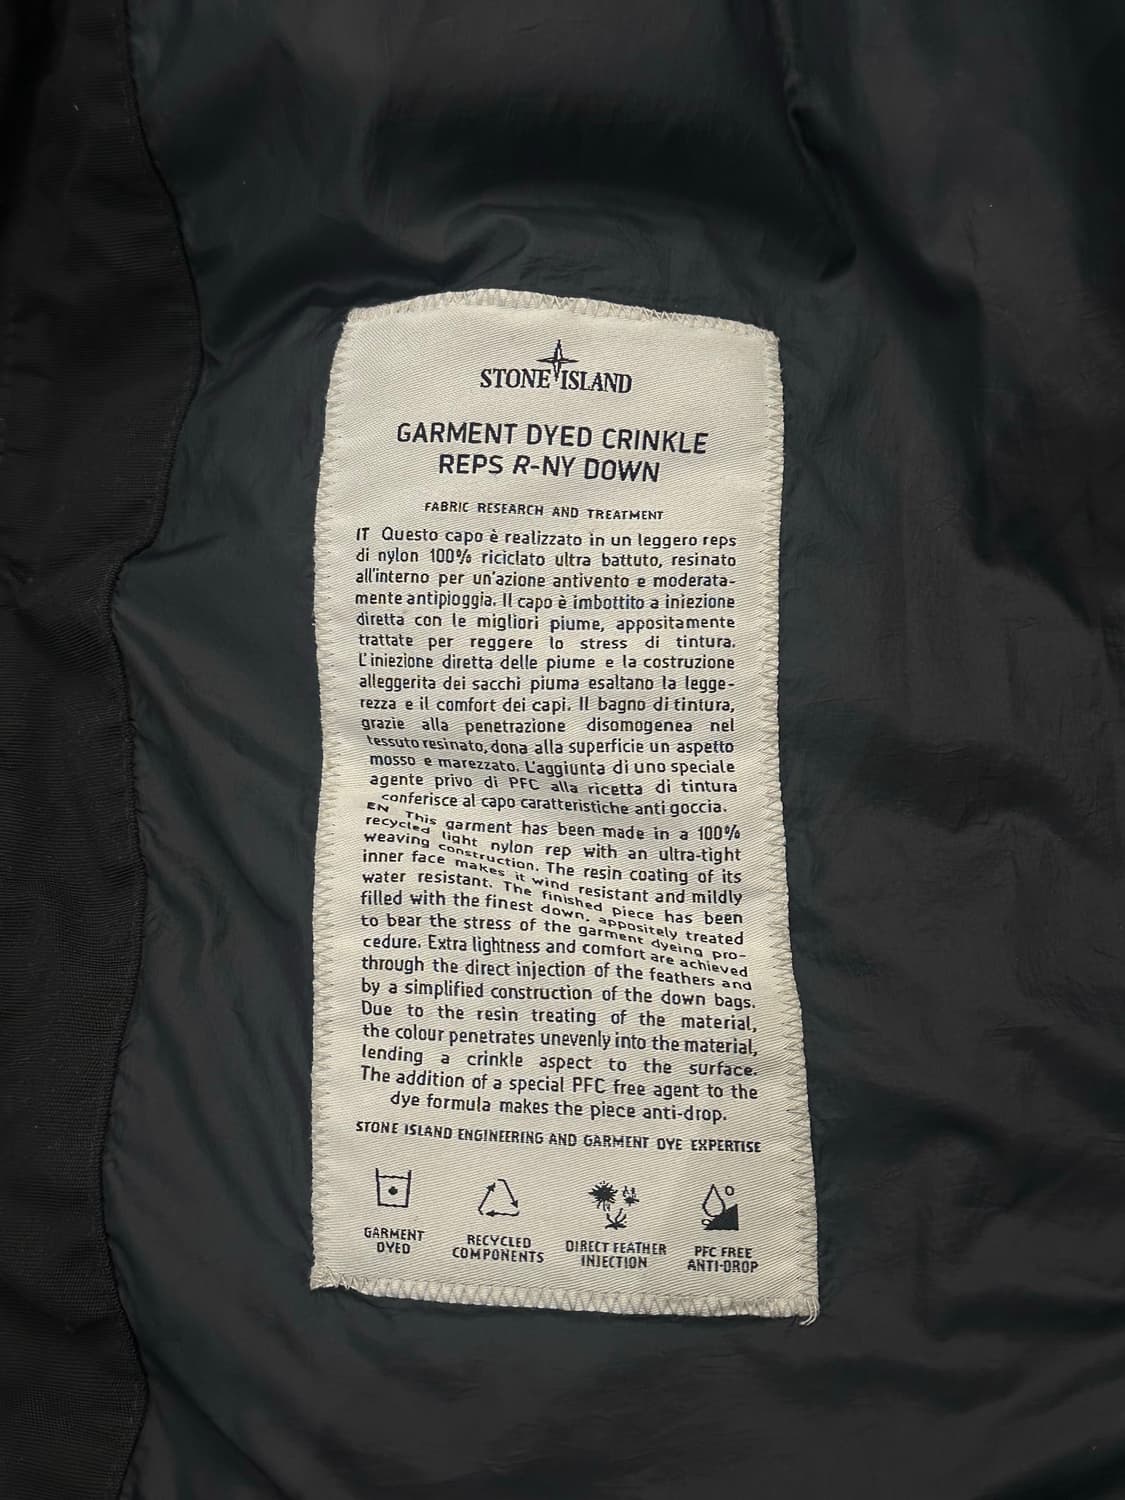 STONE ISLAND
GARMENT DYED CRINKLE
REPS R-NY DOWN
FABRIC RESEARCH AND TREATMENT
IT Questo capo è realizzato in un leggero reps
di nylon 100% riciclato ultra battuto, resinato
all'interno per un'azione antivento e moderata-
mente antipioggia. Il capo è imbottito a iniezione
diretta con le migliori piume, appositamente
trattate per reggere lo stress di tintura.
L'iniezione diretta delle piume e la costruzione
alleggerita dei sacchi piuma esaltano la legge-
rezza e il comfort dei capi. Il bagno di tintura,
grazie alla penetrazione disomogenea nel
tessuto resinato, dona alla superficie un aspetto
mosso e marezzato. L'aggiunta di uno speciale
agente privo di PFC alla ricetta di tintura
conferisce al capo caratteristiche anti goccia.
EN This garment has been made in a 100%
recycled light nylon rep with an ultra-tight
weaving construction. The resin coating of its
inner face makes it wind resistant and mildly
water resistant. The finished piece has been
filled with the finest down, appositely treated
to bear the stress of the garment dyeing pro-
cedure. Extra lightness and comfort are achieved
through the direct injection of the feathers and
by a simplified construction of the down bags.
Due to the resin treating of the material,
the colour penetrates unevenly into the material,
lending a crinkle aspect to the surface.
The addition of a special PFC free agent to the
dye formula makes the piece anti-drop.
STONE ISLAND ENGINEERING AND GARMENT DYE EXPERTISE
GARMENT
DYED
RECYCLED
COMPONENTS
DIRECT FEATHER
INJECTION
PFC FREE
ANTI-DROP